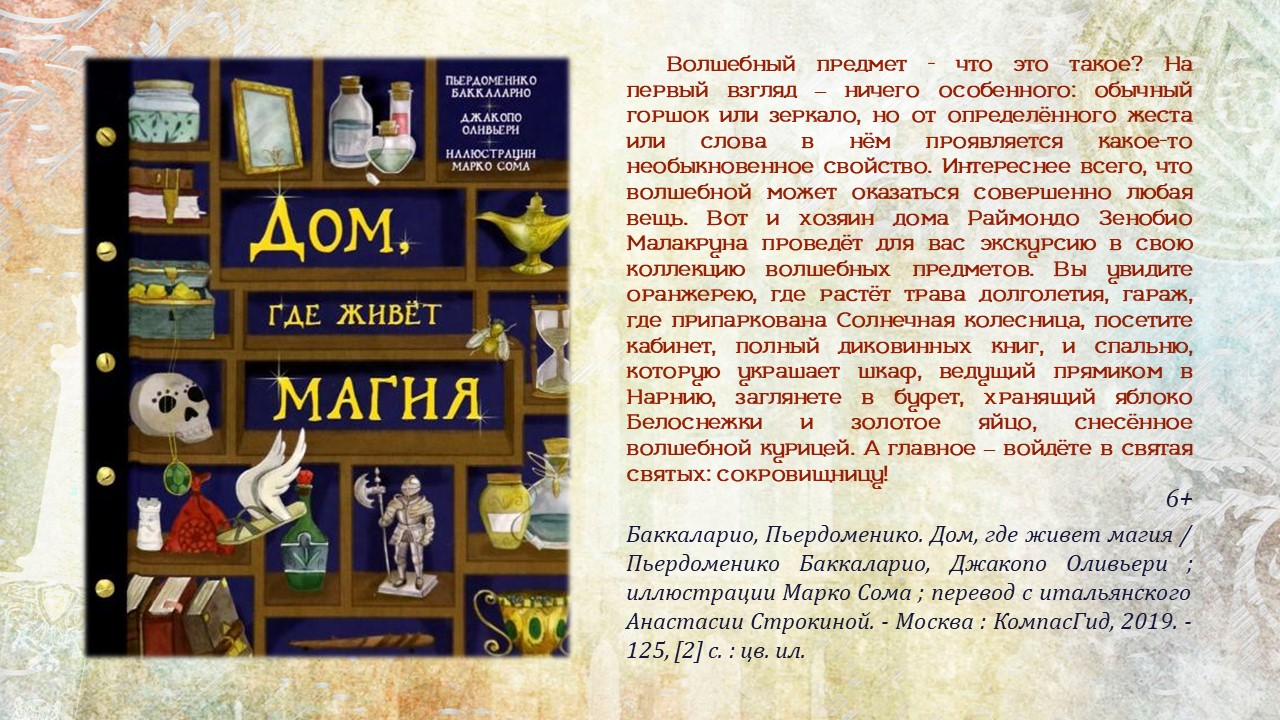 ПЬЕРДОМЕНИКО
БАККАЛАРИО
ДЖАКОПО
ОЛИВЬЕРИ
ИЛЛЮСТРАЦИИ
МАРКО СОМА
ДОМ,
ГДЕ ЖИВЁТ
МАГИЯ
Волшебный предмет - что это такое? На
первый взгляд – ничего особенного: обычный
горшок или зеркало, но от определённого жеста
или слова в нём проявляется какое-то
необыкновенное свойство. Интереснее всего, что
волшебной может оказаться совершенно любая
вещь. Вот и хозяин дома Раймондо Зенобио
Малакруна проведёт для вас экскурсию в свою
коллекцию волшебных предметов. Вы увидите
оранжерею, где растёт трава долголетия, гараж,
где припаркована Солнечная колесница, посетите
кабинет, полный диковинных книг, и спальню,
которую украшает шкаф, ведущий прямиком в
Нарнию, заглянете в буфет, хранящий яблоко
Белоснежки и золотое яйцо, снесённое
волшебной курицей. А главное – войдёте в святая
святых: сокровищницу!
6+
Баккаларио, Пьердоменико. Дом, где живет магия /
Пьердоменико Баккаларио, Джакопо Оливьери ;
иллюстрации Марко Сома ; перевод с итальянского
Анастасии Строкиной. - Москва : КомпасГид, 2019. -
125, [2] с. : цв. ил.